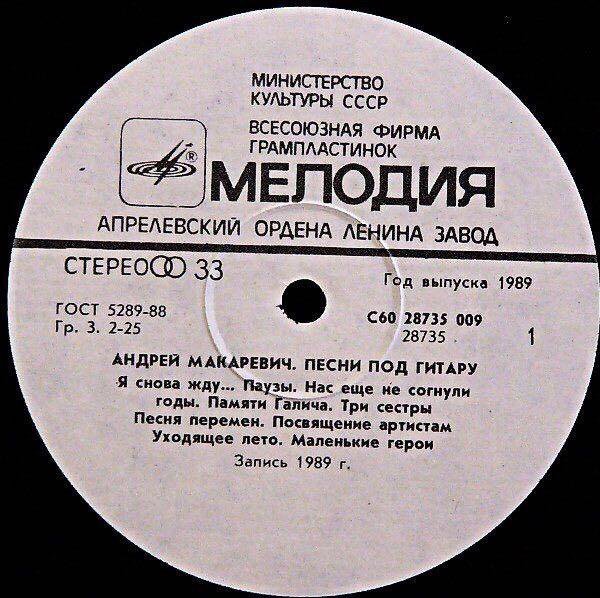 МИНИСТЕРСТВО
КУЛЬТУРЫ СССР
ВСЕСОЮЗНАЯ ФИРМА
ГРАМПЛАСТИНОК
®
МЕЛОДИЯ
АПРЕЛЕВСКИЙ ОРДЕНА ЛЕНИНА ЗАВОД
СТЕРЕО 33
Год выпуска 1989
ГОСТ 5289-88
Гр. 3. 2-25
С60 28735 009
28735
1
АНДРЕЙ МАКАРЕВИЧ. ПЕСНИ ПОД ГИТАРУ
Я снова жду... Паузы. Нас еще не согнули
годы. Памяти Галича. Три сестры
Песня перемен. Посвящение артистам
Уходящее лето. Маленькие герои
Запись 1989 г.